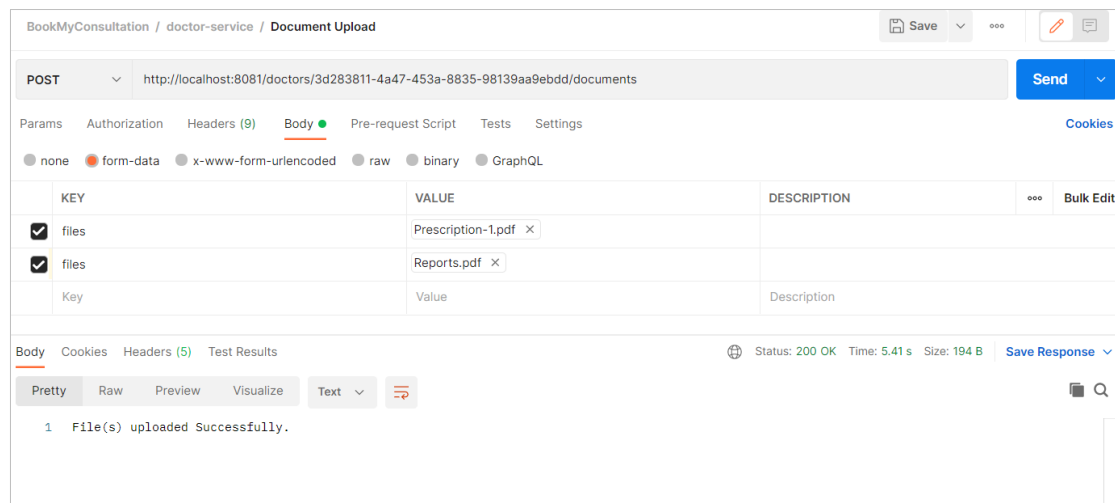 BookMyConsultation / doctor-service / Document Upload
Save
POST
http://localhost:8081/doctors/3d283811-4a47-453a-8835-98139aa9ebdd/documents
Send
Params Authorization Headers (9) Body Pre-request Script Tests Settings Cookies
none form-data x-www-form-urlencoded raw binary GraphQL
KEY VALUE DESCRIPTION Bulk Edit
files Prescription-1.pdf
files Reports.pdf
Key Value Description
Body Cookies Headers (5) Test Results Status: 200 OK Time: 5.41 s Size: 194 B Save Response
Pretty Raw Preview Visualize Text
1 File(s) uploaded Successfully.